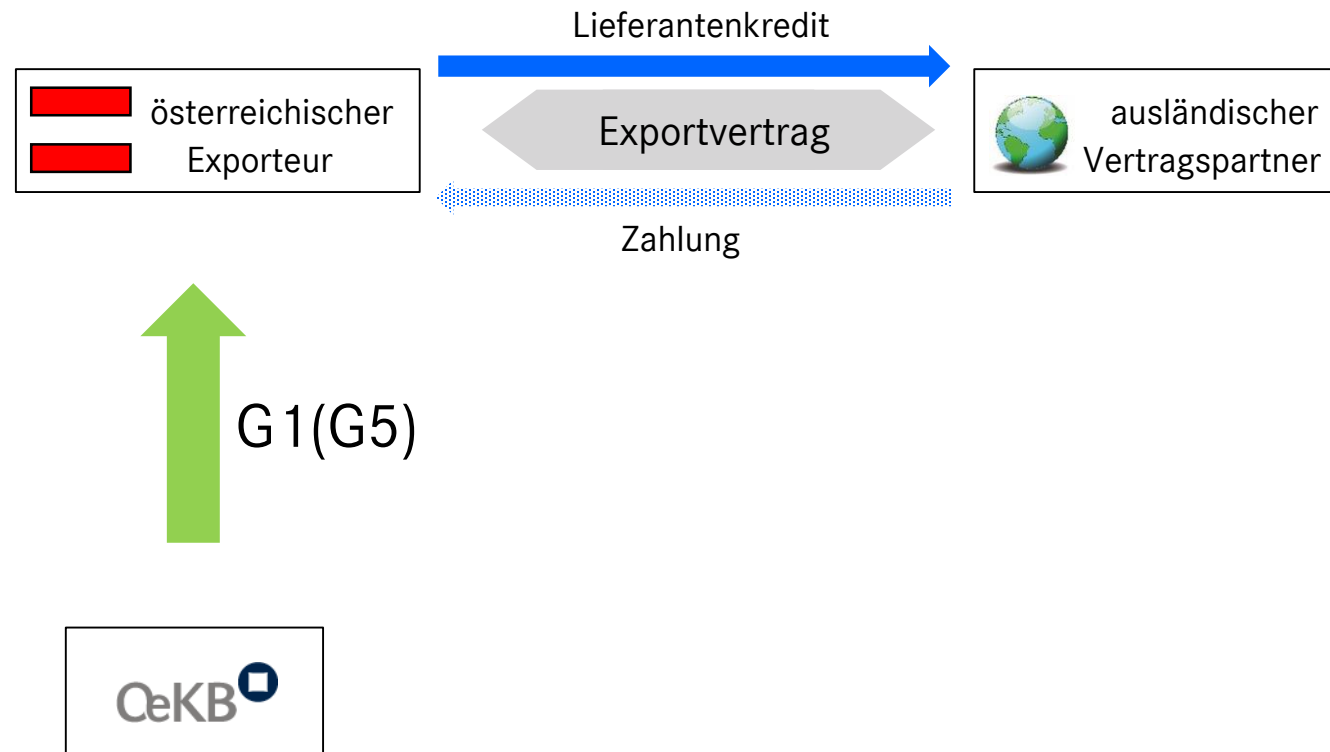 Lieferantenkredit
österreichischer
Exporteur
Exportvertrag
ausländischer
Vertragspartner
Zahlung
G1(G5)
OeKB